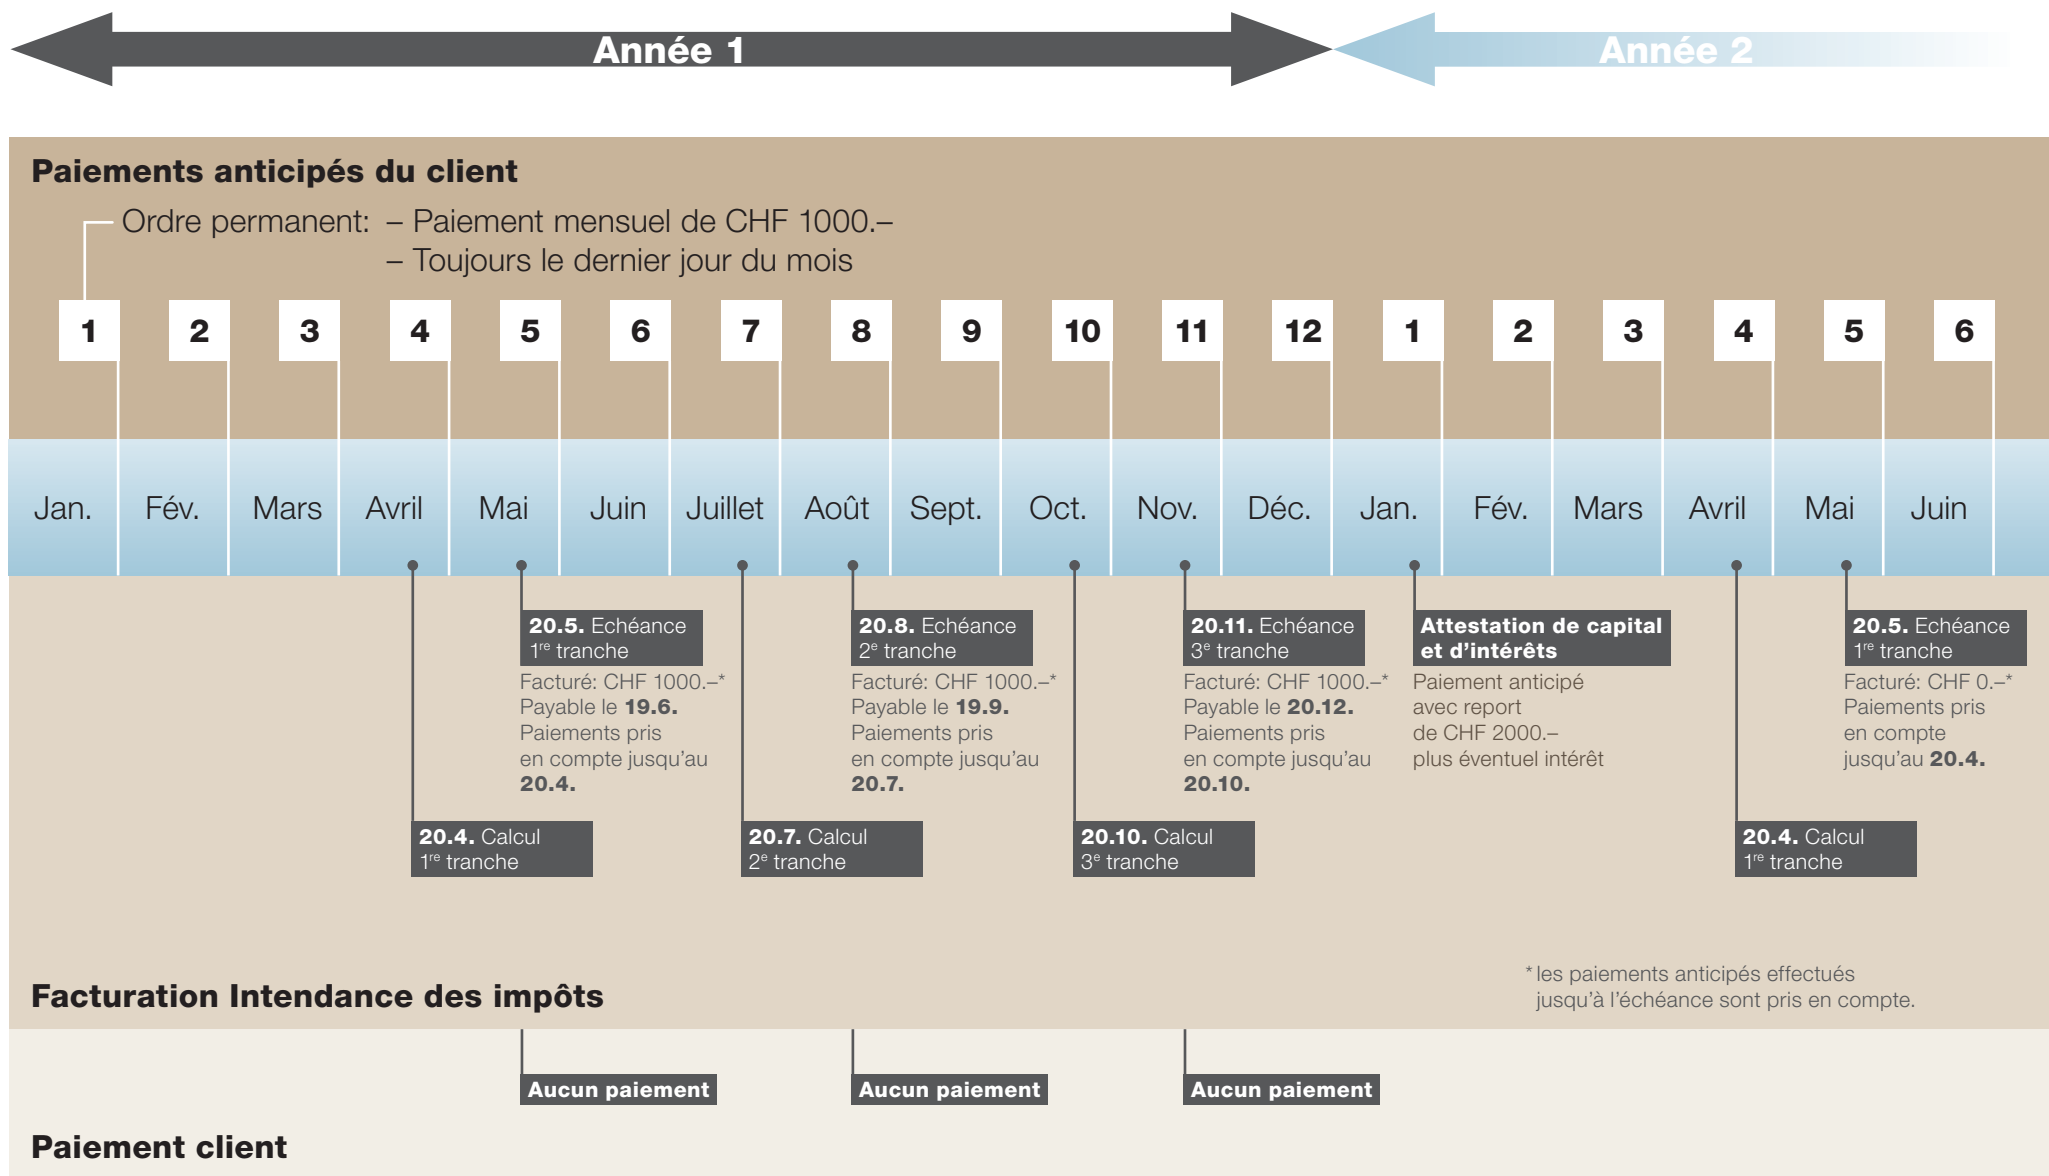 Année 1
Année 2
Paiements anticipés du client
Ordre permanent: – Paiement mensuel de CHF 1000.–
– Toujours le dernier jour du mois
1 2 3 4 5 6 7 8 9 10 11 12 1 2 3 4 5 6
Jan. Fév. Mars Avril Mai Juin Juillet Août Sept. Oct. Nov. Déc. Jan. Fév. Mars Avril Mai Juin
20.5. Echéance
1re tranche
Facturé: CHF 1000.–*
Payable le 19.6.
Paiements pris
en compte jusqu’au
20.4.
20.8. Echéance
2e tranche
Facturé: CHF 1000.–*
Payable le 19.9.
Paiements pris
en compte jusqu’au
20.7.
20.11. Echéance
3e tranche
Facturé: CHF 1000.–*
Payable le 20.12.
Paiements pris
en compte jusqu’au
20.10.
Attestation de capital
et d’intérêts
Paiement anticipé
avec report
de CHF 2000.–
plus éventuel intérêt
20.5. Echéance
1re tranche
Facturé: CHF 0.–*
Paiements pris
en compte
jusqu’au 20.4.
20.4. Calcul
1re tranche
20.7. Calcul
2e tranche
20.10. Calcul
3e tranche
20.4. Calcul
1re tranche
* les paiements anticipés effectués
jusqu’à l’échéance sont pris en compte.
Facturation Intendance des impôts
Aucun paiement
Aucun paiement
Aucun paiement
Paiement client